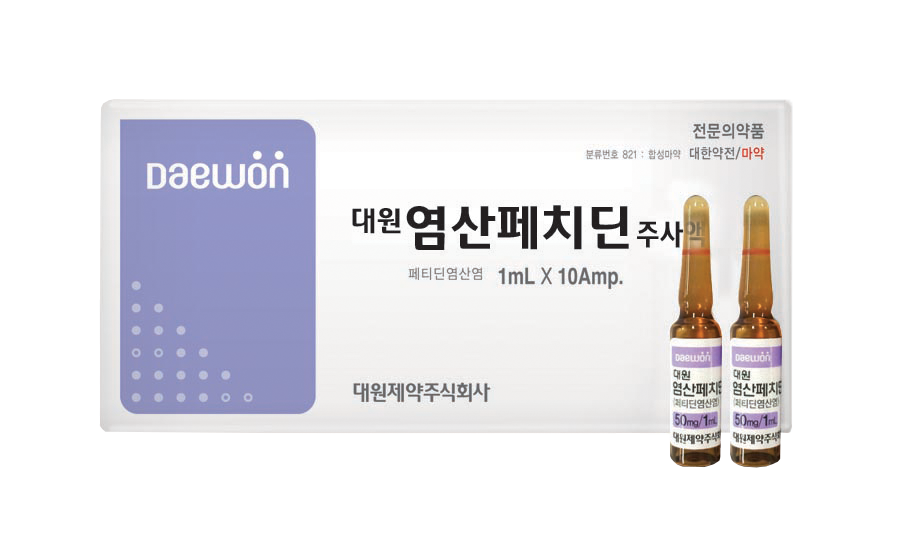 Daewon
전문의약품
분류번호 821 : 합성마약 대한약전/마약
대원 염산페치딘 주사액
페티딘염산염 1mL X 10Amp.
대원제약주식회사
Daewon
대원
염산페치딘
(페티딘염산염)
50mg/1mL
대원제약주식회
Daewon
대원
염산페치딘
(페티딘염산염)
50mg/1mL
대원제약주식회